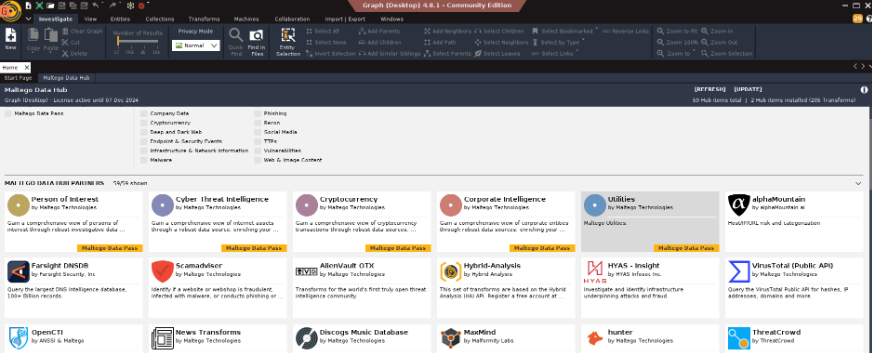 Graph (Desktop) 4.8.1 - Community Edition
Investigate View Entities Collections Transforms Machines Collaboration Import | Export Windows
New
Copy Paste Clear Graph Cut Delete
Number of Results
Privacy Mode
Normal
Quick Find
Find in Files
Entity Selection
Select All Add Parents Add Neighbors Select Children Select Bookmarked Reverse Links Zoom to Fit Zoom In
Select None Add Children Add Path Select Neighbors Select by Type Zoom 100% Zoom Out
Invert Selection Add Similar Siblings Select Parents Select Leaves Select Links Zoom to Zoom Selection
Home
Start Page Maltego Data Hub
Maltego Data Hub [REFRESH] [UPDATE]
Graph (Desktop) - License active until 07 Dec 2024 59 Hub items total | 2 Hub items installed (205 Transforms)
Maltego Data Pass Company Data Phishing
Cryptocurrency Recon
Deep and Dark Web Social Media
Endpoint & Security Events TTPs
Infrastructure & Network Information Vulnerabilities
Malware Web & Image Content
MALTEGO DATA HUB PARTNERS 59/59 shown
Person of Interest
by Maltego Technologies
Gain a comprehensive view of persons of
interest through robust investigative data ...
Maltego Data Pass
Cyber Threat Intelligence
by Maltego Technologies
Gain a comprehensive view of internet assets
through a robust data source. enriching your ...
Maltego Data Pass
Cryptocurrency
by Maltego Technologies
Gain a comprehensive view of cryptocurrency
transactions through robust data sources.
Maltego Data Pass
Corporate Intelligence
by Maltego Technologies
Gain a comprehensive view of corporate entities
through robust data sources. enriching your ...
Maltego Data Pass
Utilities
by Maltego Technologies
Maltego Utilities.
Maltego Data Pass
alphaMountain
by alphaMountain ai
Host/IP/URL risk and categorization
Farsight DNSDB
by Farsight Security, Inc
Query the largest DNS intelligence database,
100+ Billion records.
Scamadviser
by Maltego Technologies
Identify if a website or webshop is fraudulent,
infected with malware, or conducts phishing or ...
AlienVault OTX
by Maltego Technologies
Transforms for the world's first truly open threat
intelligence community.
Hybrid-Analysis
by Hybrid Analysis
This set of transforms are based on the Hybrid
Analysis (HA) API. Register a free account at ...
HYAS
HYAS - Insight
by HYAS Infosec Inc.
Investigate and identify infrastructure
underpinning attacks and fraud
VirusTotal (Public API)
by Maltego Technologies
Query the VirusTotal Public API for hashes, IP
addresses, domains and more
OpenCTI
by ANSSI & Maltego
News Transforms
by Maltego Technologies
Discogs Music Database
by Maltego Technologies
MaxMind
by Malformity Labs
hunter
by Maltego Technologies
ThreatCrowd
by ThreatCrowd